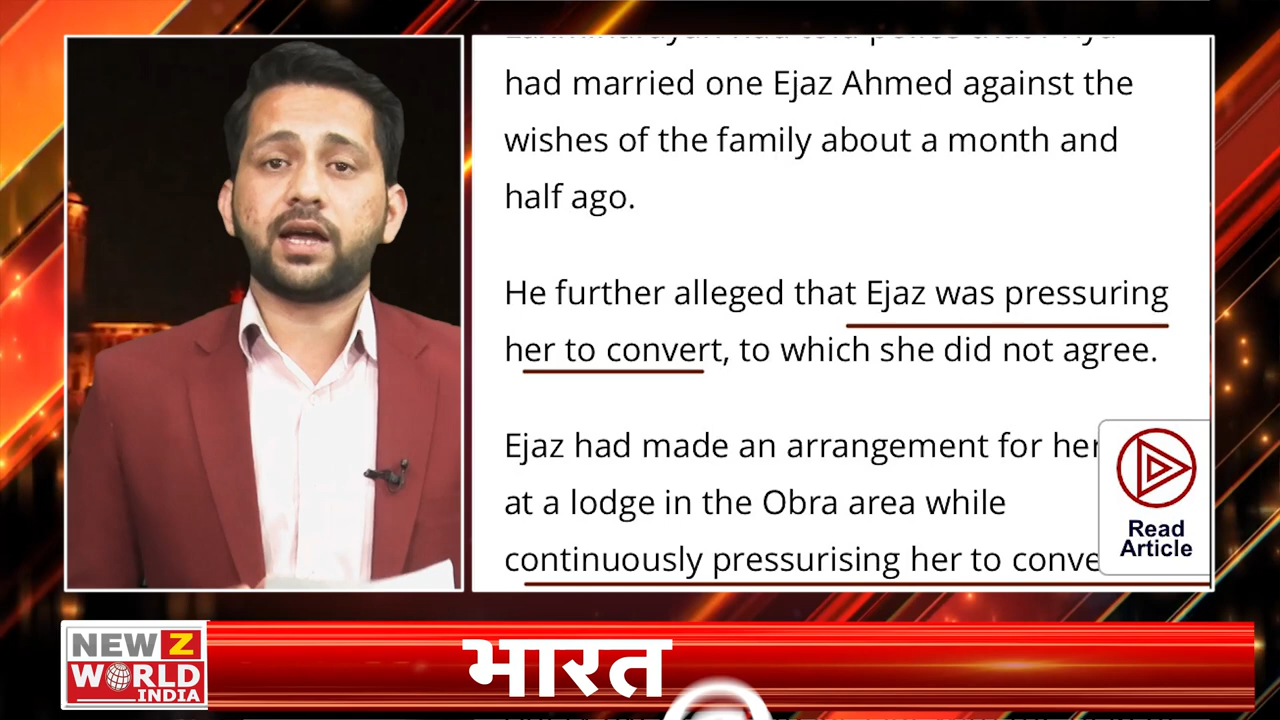 had married one Ejaz Ahmed against the
wishes of the family about a month and
half ago.
He further alleged that Ejaz was pressuring
her to convert, to which she did not agree.
Ejaz had made an arrangement for her
at a lodge in the Obra area while
continuously pressurising her to conve
Read
Article
NEWZ
WORLD
INDIA
भारत